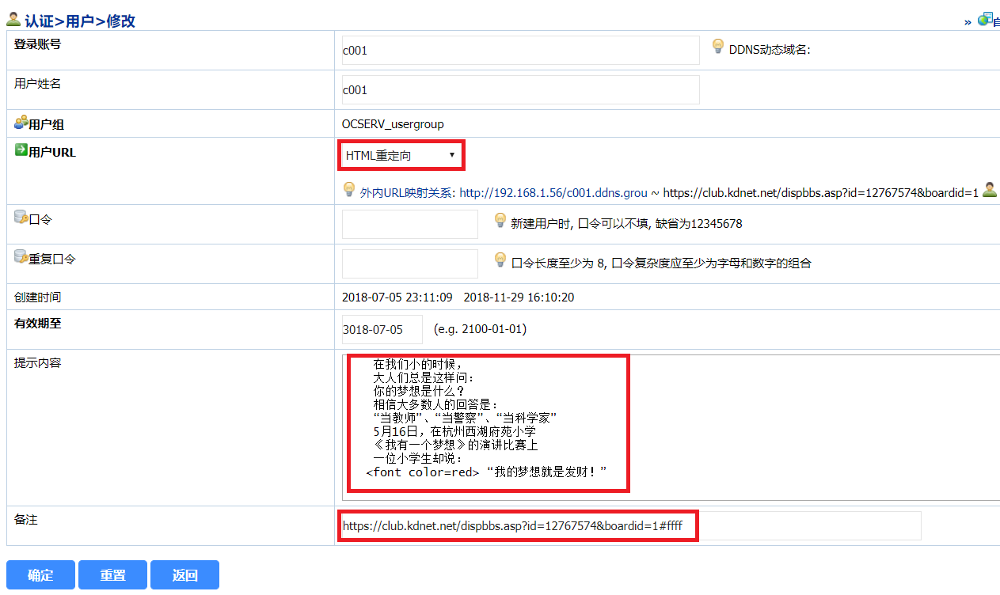 认证>用户>修改
» 自
登录账号
c001
DDNS动态域名:
用户姓名
c001
用户组
OCSERV_usergroup
用户URL
HTML重定向
外内URL映射关系: http://192.168.1.56/c001.ddns.grou ~ https://club.kdnet.net/dispbbs.asp?id=12767574&boardid=1
口令
新建用户时, 口令可以不填, 缺省为12345678
重复口令
口令长度至少为 8, 口令复杂度应至少为字母和数字的组合
创建时间
2018-07-05 23:11:09 2018-11-29 16:10:20
有效期至
3018-07-05 (e.g. 2100-01-01)
提示内容
在我们小的时候，
大人们总是这样问：
你的梦想是什么？
相信大多数人的回答是：
“当教师”、“当警察”、“当科学家”
5月16日，在杭州西湖府苑小学
《我有一个梦想》的演讲比赛上
一位小学生却说：
<font color=red> “我的梦想就是发财！”
备注
https://club.kdnet.net/dispbbs.asp?id=12767574&boardid=1#ffff
确定 重置 返回